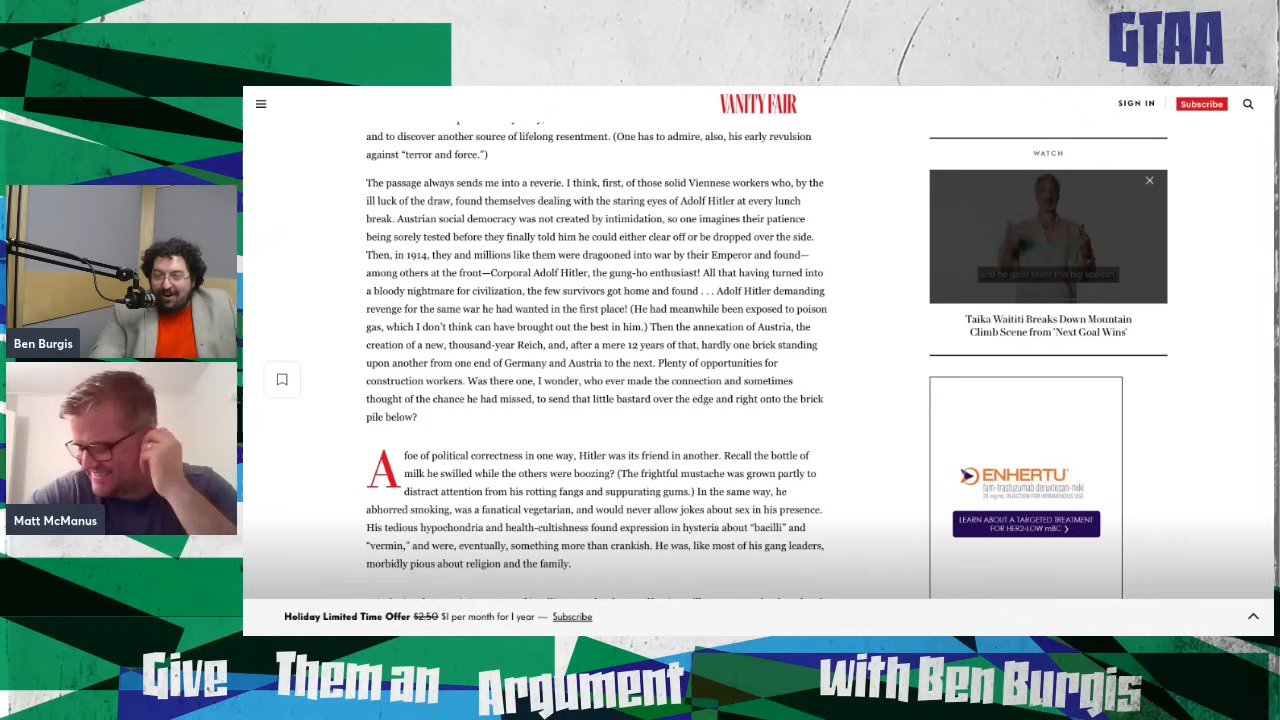 GTAA
VANITY FAIR
SIGN IN
Subscribe
and to discover another source of lifelong resentment. (One has to admire, also, his early revulsion
against “terror and force.”)
The passage always sends me into a reverie. I think, first, of those solid Viennese workers who, by the
ill luck of the draw, found themselves dealing with the staring eyes of Adolf Hitler at every lunch
break. Austrian social democracy was not created by intimidation, so one imagines their patience
being sorely tested before they finally told him he could either clear off or be dropped over the side.
Then, in 1914, they and millions like them were dragooned into war by their Emperor and found—
among others at the front—Corporal Adolf Hitler, the gung-ho enthusiast! All that having turned into
a bloody nightmare for civilization, the few survivors got home and found . . . Adolf Hitler demanding
revenge for the same war he had wanted in the first place! (He had meanwhile been exposed to poison
gas, which I don’t think can have brought out the best in him.) Then the annexation of Austria, the
creation of a new, thousand-year Reich, and, after a mere 12 years of that, hardly one brick standing
upon another from one end of Germany and Austria to the next. Plenty of opportunities for
construction workers. Was there one, I wonder, who ever made the connection and sometimes
thought of the chance he had missed, to send that little bastard over the edge and right onto the brick
pile below?
A foe of political correctness in one way, Hitler was its friend in another. Recall the bottle of
milk he swilled while the others were boozing? (The frightful mustache was grown partly to
distract attention from his rotting fangs and suppurating gums.) In the same way, he
abhorred smoking, was a fanatical vegetarian, and would never allow jokes about sex in his presence.
His tedious hypochondria and health-cultishness found expression in hysteria about “bacilli” and
“vermin,” and were, eventually, something more than crankish. He was, like most of his gang leaders,
morbidly pious about religion and the family.
WATCH
and he gave them this big speech,
Taika Waititi Breaks Down Mountain
Climb Scene from 'Next Goal Wins'
ENHERTU
fam-trastuzumab deruxtecan-nxki
20 mg/mL INJECTION FOR INTRAVENOUS USE
LEARN ABOUT A TARGETED TREATMENT
FOR HER2-LOW mBC
Holiday Limited Time Offer $2.50 $1 per month for 1 year — Subscribe
Ben Burgis
Matt McManus
Give Them an Argument with Ben Burgis